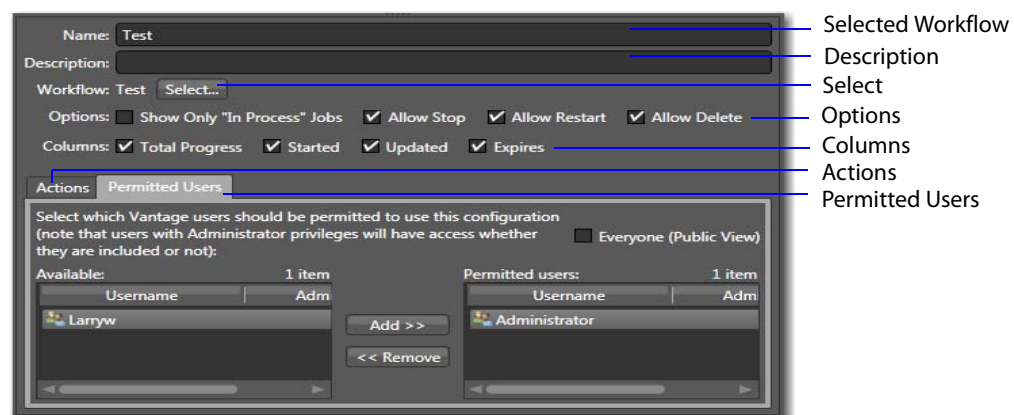 Name: Test
Selected Workflow
Description:
Description
Workflow: Test Select...
Select
Options: Show Only "In Process" Jobs Allow Stop Allow Restart Allow Delete
Options
Columns: Total Progress Started Updated Expires
Columns
Actions
Actions Permitted Users
Permitted Users
Select which Vantage users should be permitted to use this configuration
(note that users with Administrator privileges will have access whether
they are included or not):
Everyone (Public View)
Available: 1 item
Permitted users: 1 item
Username Adm
Username Adm
Larryw
Administrator
Add >>
<< Remove